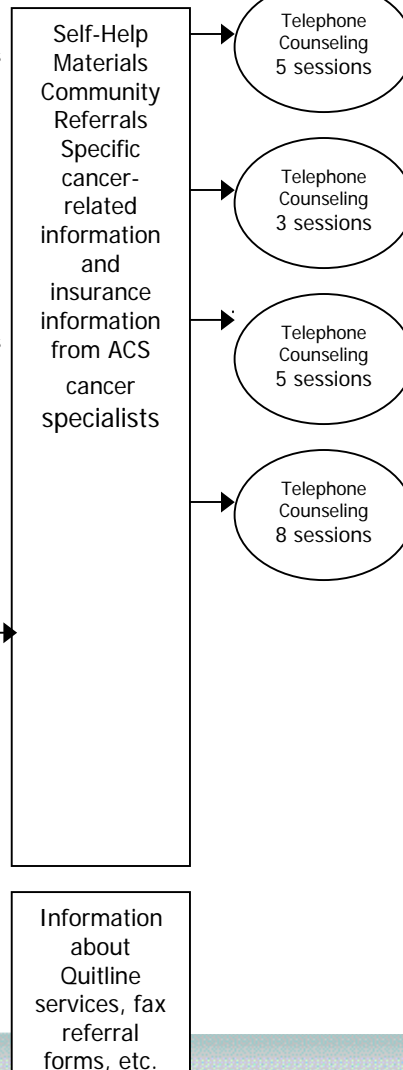 Self-Help
Materials
Community
Referrals
Specific
cancer-
related
information
and
insurance
information
from ACS
cancer
specialists
Telephone
Counseling
5 sessions
Telephone
Counseling
3 sessions
Telephone
Counseling
5 sessions
Telephone
Counseling
8 sessions
Information
about
Quitline
services, fax
referral
forms, etc.